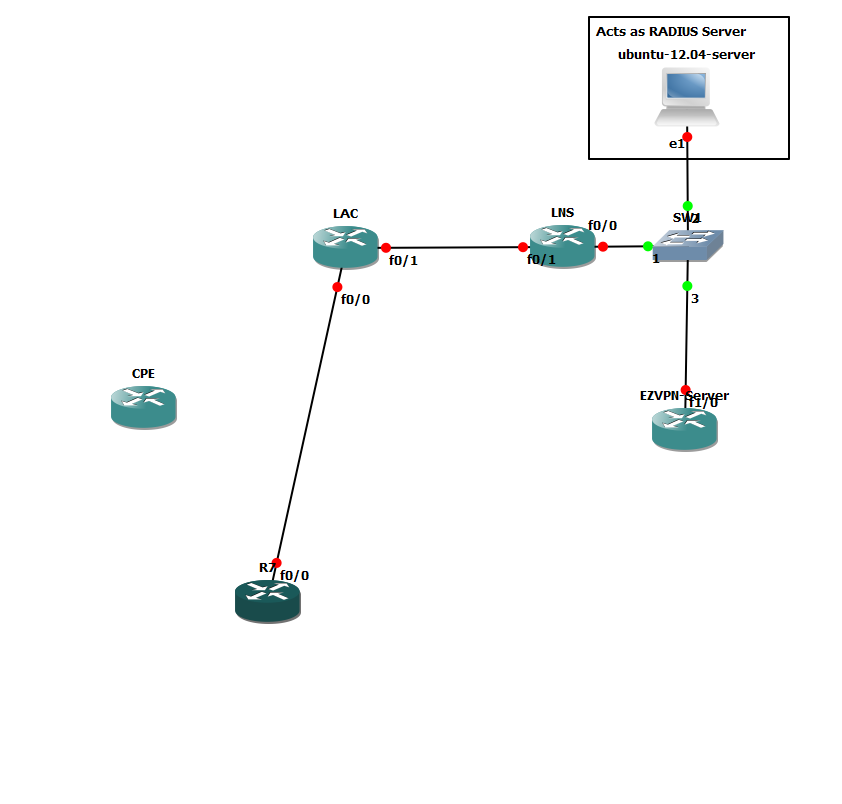 Acts as RADIUS Server
ubuntu-12.04-server
e1
LAC
LNS
f0/0
SW1
2
f0/1
f0/1
1
f0/0
3
CPE
EZVPN-Server
f1/0
R7
f0/0